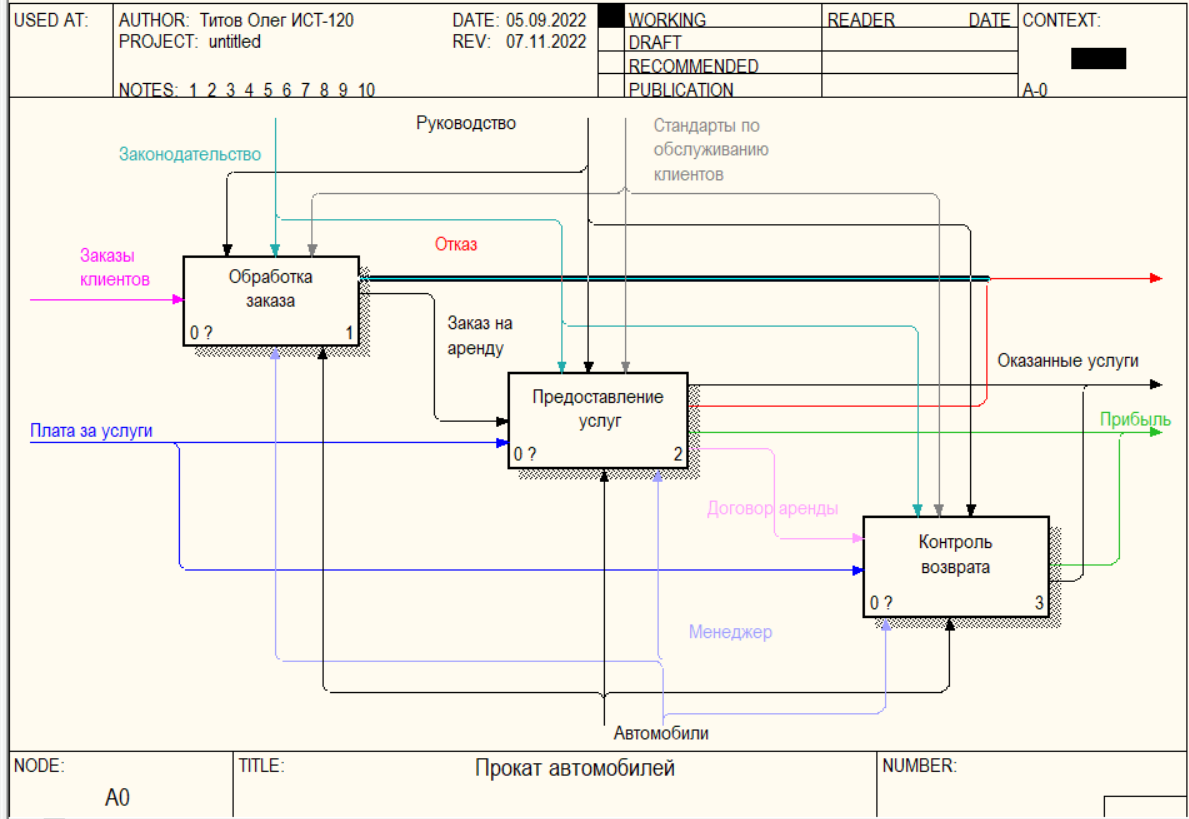 USED AT:
AUTHOR: Титов Олег ИСТ-120
DATE: 05.09.2022
PROJECT: untitled
REV: 07.11.2022
NOTES: 1 2 3 4 5 6 7 8 9 10
WORKING
DRAFT
RECOMMENDED
PUBLICATION
READER
DATE
CONTEXT:
A-0
Руководство
Стандарты по
обслуживанию
клиентов
Законодательство
Заказы
клиентов
Отказ
Обработка
заказа
0 ?
1
Заказ на
аренду
Оказанные услуги
Предоставление
услуг
0 ?
2
Плата за услуги
Прибыль
Договор аренды
Контроль
возврата
0 ?
3
Менеджер
Автомобили
NODE:
A0
TITLE:
Прокат автомобилей
NUMBER: